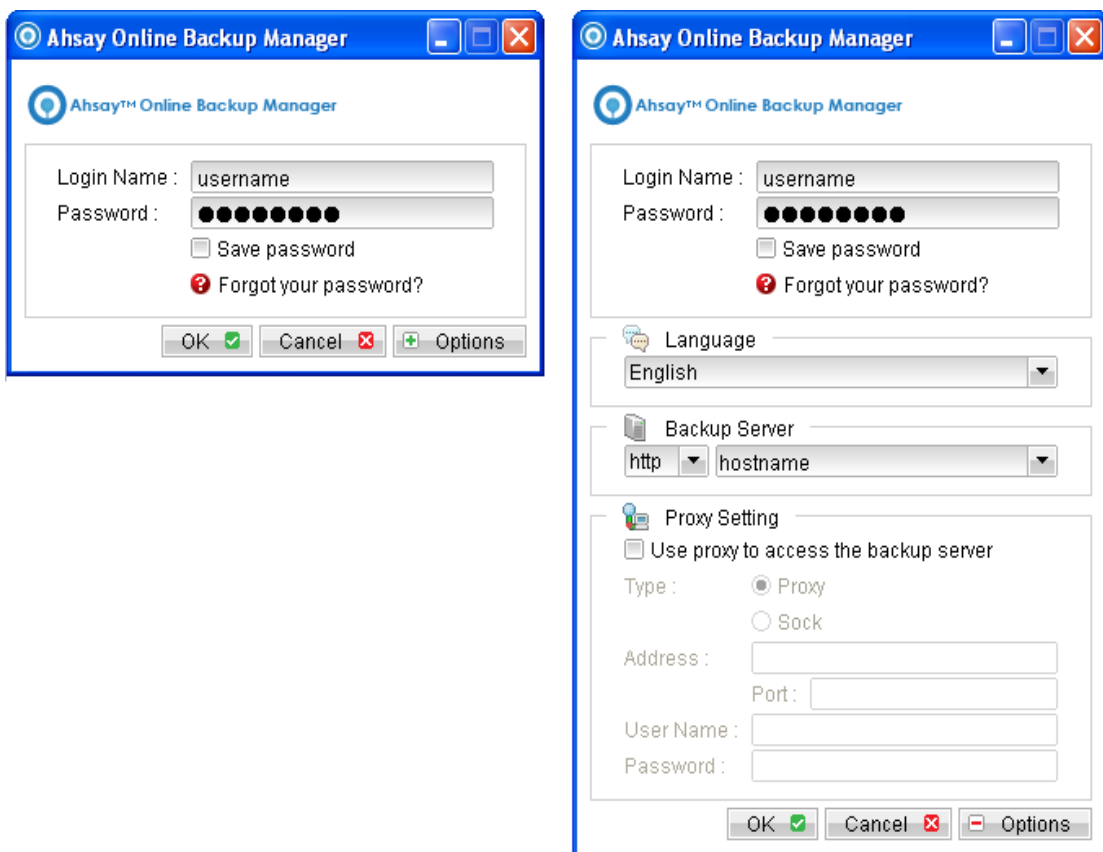 Ahsay Online Backup Manager
Ahsay™ Online Backup Manager
Login Name : username
Password : ●●●●●●●●
Save password
Forgot your password?
OK Cancel Options
Ahsay Online Backup Manager
Ahsay™ Online Backup Manager
Login Name : username
Password : ●●●●●●●●
Save password
Forgot your password?
Language
English
Backup Server
http hostname
Proxy Setting
Use proxy to access the backup server
Type : Proxy
Sock
Address :
Port :
User Name :
Password :
OK Cancel Options